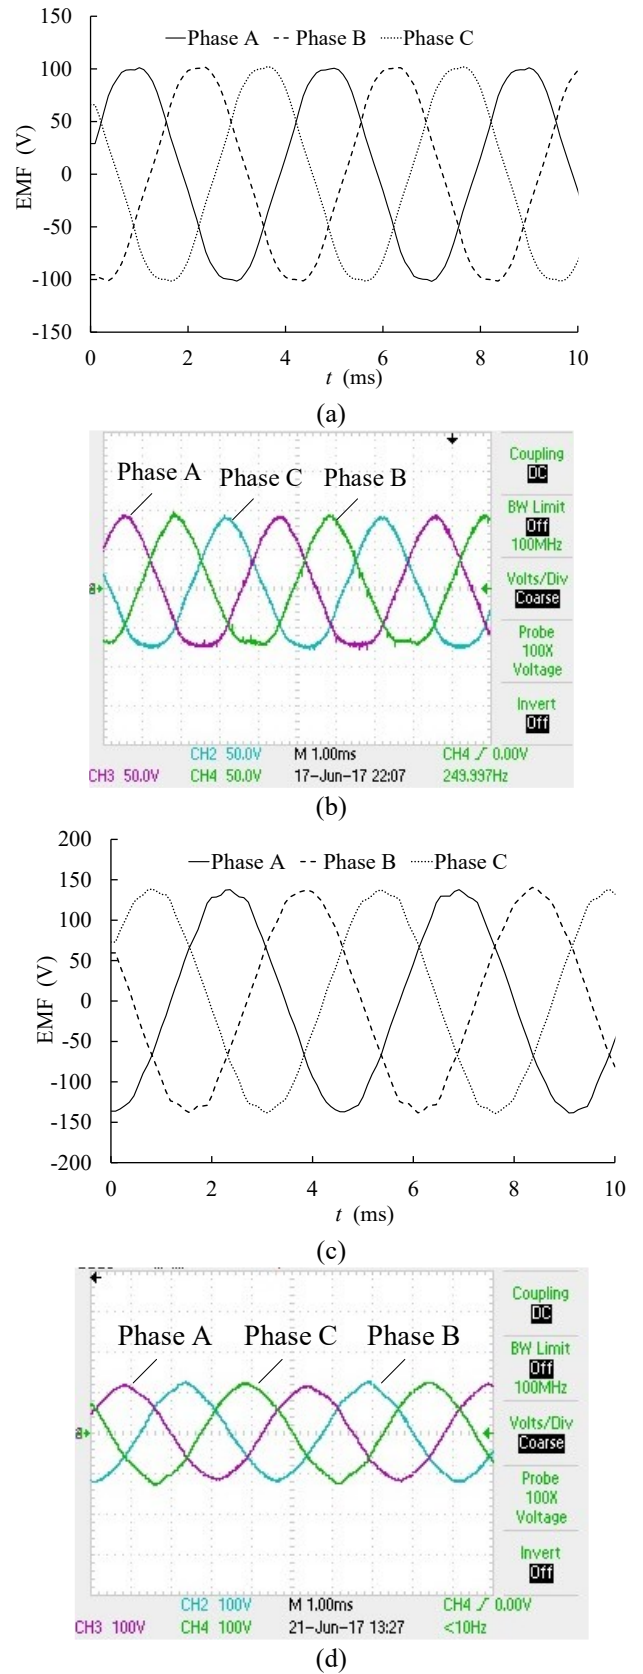 150
Phase A Phase B Phase C
100
50
0
-50
-100
-150
EMF (V)
0 2 4 6 8 10
t (ms)
(a)
Phase A Phase C Phase B
Coupling
DC
BW Limit
Off
100MHz
Volts/Div
Coarse
Probe
100X
Voltage
Invert
Off
CH2 50.0V M 1.00ms CH4 ⌡ 0.00V
CH3 50.0V CH4 50.0V 17-Jun-17 22:07 249.997Hz
(b)
200
Phase A Phase B Phase C
150
100
50
0
-50
-100
-150
-200
EMF (V)
0 2 4 6 8 10
t (ms)
(c)
Phase A Phase C Phase B
Coupling
DC
BW Limit
Off
100MHz
Volts/Div
Coarse
Probe
100X
Voltage
Invert
Off
CH2 100V M 1.00ms CH4 ⌡ 0.00V
CH3 100V CH4 100V 21-Jun-17 13:27 <10Hz
(d)